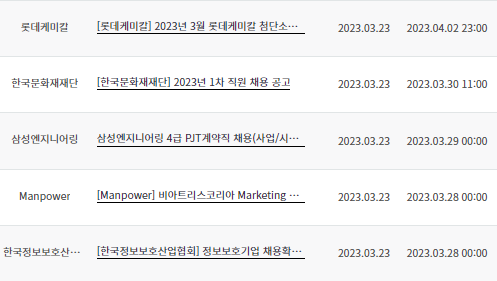 롯데케미칼 [롯데케미칼] 2023년 3월 롯데케미칼 첨단소… 2023.03.23 2023.04.02 23:00
한국문화재재단 [한국문화재재단] 2023년 1차 직원 채용 공고 2023.03.23 2023.03.30 11:00
삼성엔지니어링 삼성엔지니어링 4급 PJT계약직 채용(사업/시… 2023.03.23 2023.03.29 00:00
Manpower [Manpower] 비아트리스코리아 Marketing … 2023.03.23 2023.03.28 00:00
한국정보보호산… [한국정보보호산업협회] 정보보호기업 채용확… 2023.03.23 2023.03.28 00:00